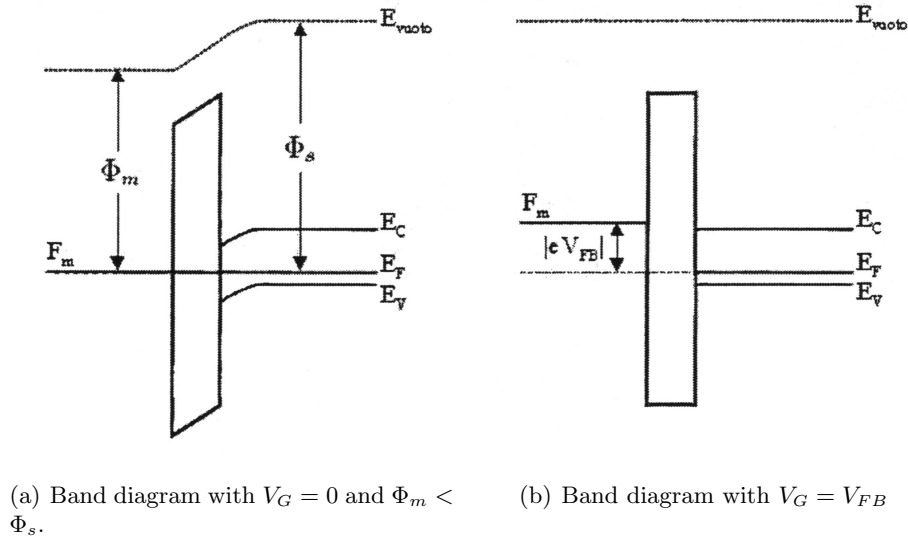 E_vuoto
Φ_m
Φ_s
F_m
E_C
E_F
E_V
(a) Band diagram with V_G = 0 and Φ_m <
Φ_s.
E_vuoto
F_m
|e V_FB|
E_C
E_F
E_V
(b) Band diagram with V_G = V_FB